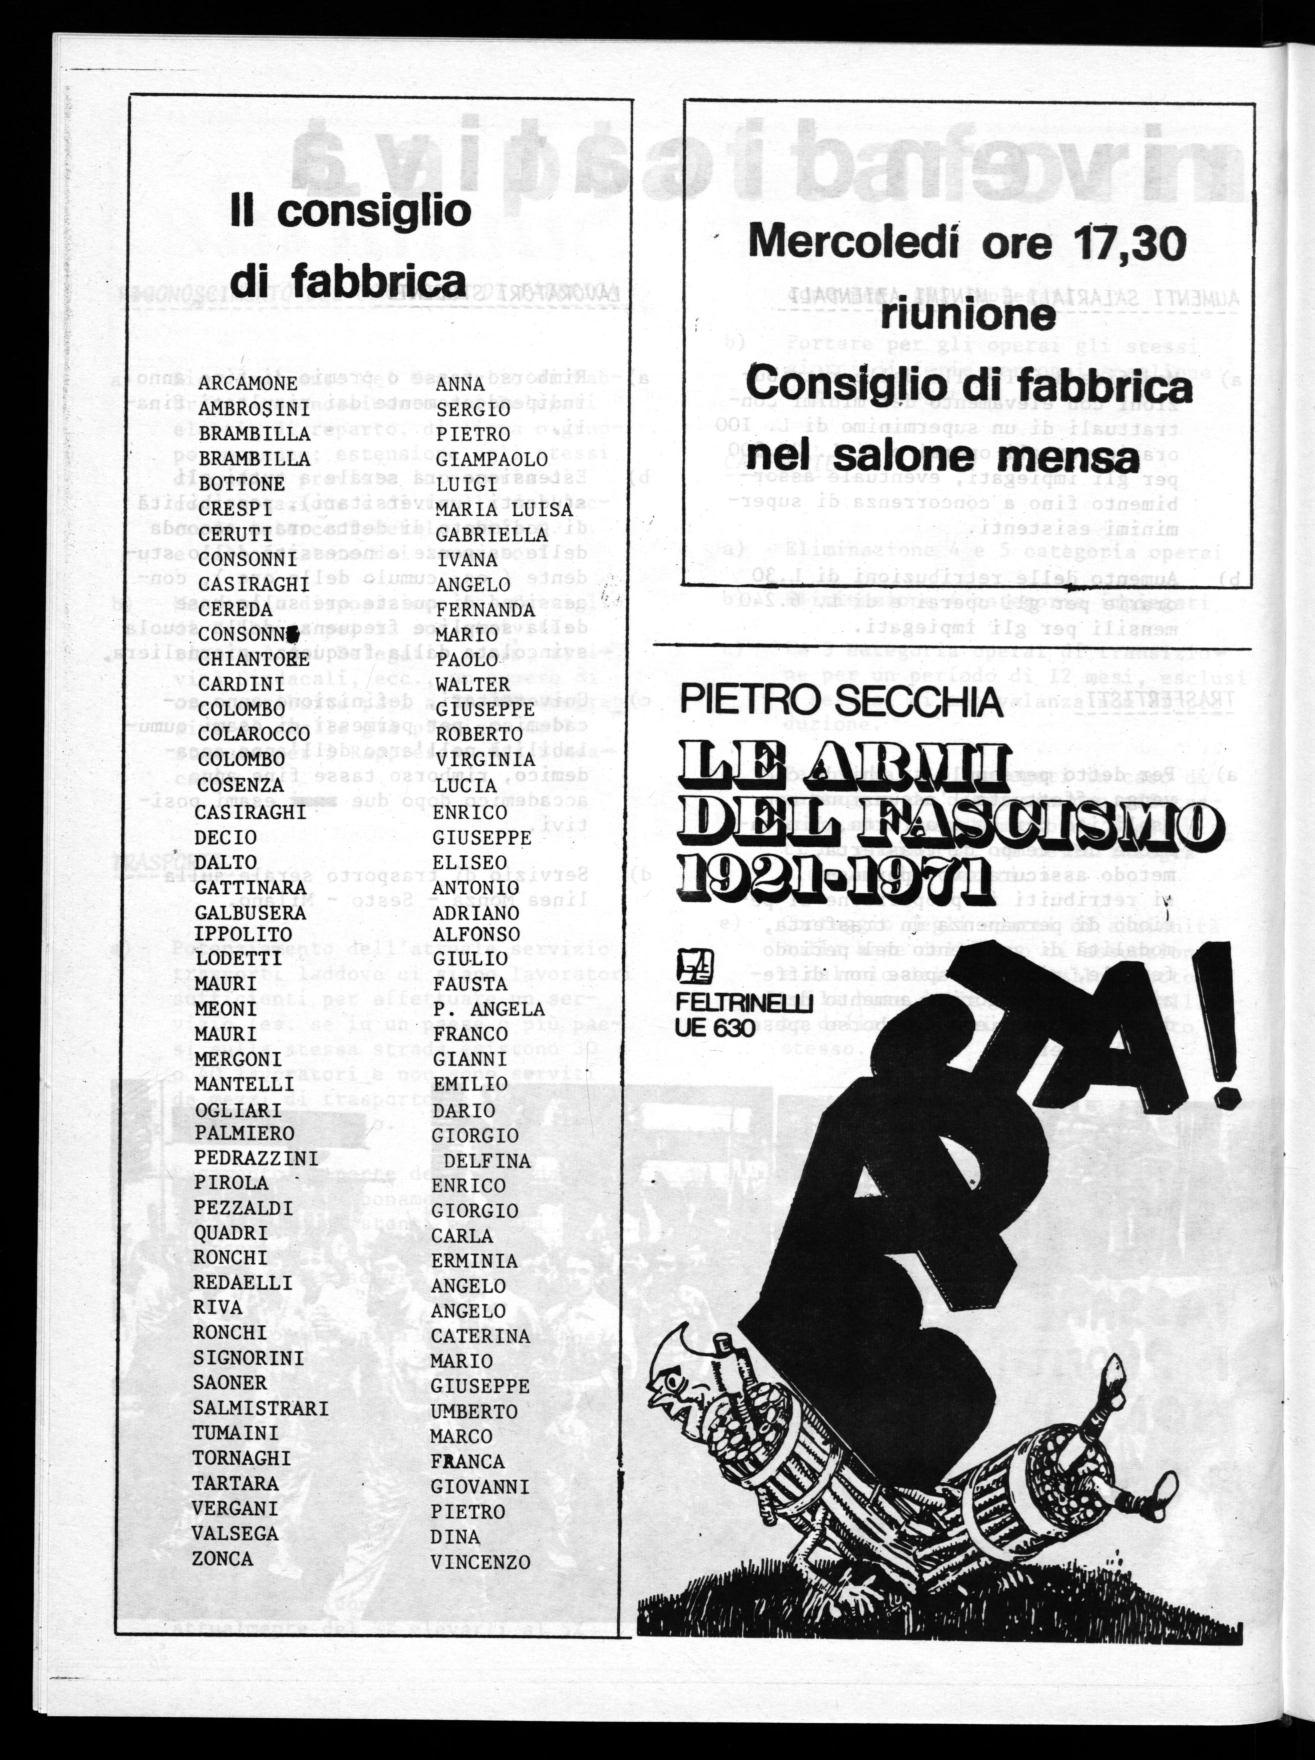 Il consiglio
di fabbrica
ARCAMONE ANNA
AMBROSINI SERGIO
BRAMBILLA PIETRO
BRAMBILLA GIAMPAOLO
BOTTONE LUIGI
CRESPI MARIA LUISA
CERUTI GABRIELLA
CONSONNI IVANA
CASIRAGHI ANGELO
CEREDA FERNANDA
CONSONNI MARIO
CHIANTORE PAOLO
CARDINI WALTER
COLOMBO GIUSEPPE
COLAROCCO ROBERTO
COLOMBO VIRGINIA
COSENZA LUCIA
CASIRAGHI ENRICO
DECIO GIUSEPPE
DALTO ELISEO
GATTINARA ANTONIO
GALBUSERA ADRIANO
IPPOLITO ALFONSO
LODETTI GIULIO
MAURI FAUSTA
MEONI P. ANGELA
MAURI FRANCO
MERGONI GIANNI
MANTELLI EMILIO
OGLIARI DARIO
PALMIERO GIORGIO
PEDRAZZINI DELFINA
PIROLA ENRICO
PEZZALDI GIORGIO
QUADRI CARLA
RONCHI ERMINIA
REDAELLI ANGELO
RIVA ANGELO
RONCHI CATERINA
SIGNORINI MARIO
SAONER GIUSEPPE
SALMISTRARI UMBERTO
TUMAINI MARCO
TORNAGHI FRANCA
TARTARA GIOVANNI
VERGANI PIETRO
VALSEGA DINA
ZONCA VINCENZO
Mercoledí ore 17,30
riunione
Consiglio di fabbrica
nel salone mensa
PIETRO SECCHIA
LE ARMI
DEL FASCISMO
1921-1971
FELTRINELLI
UE 630
BASTA!